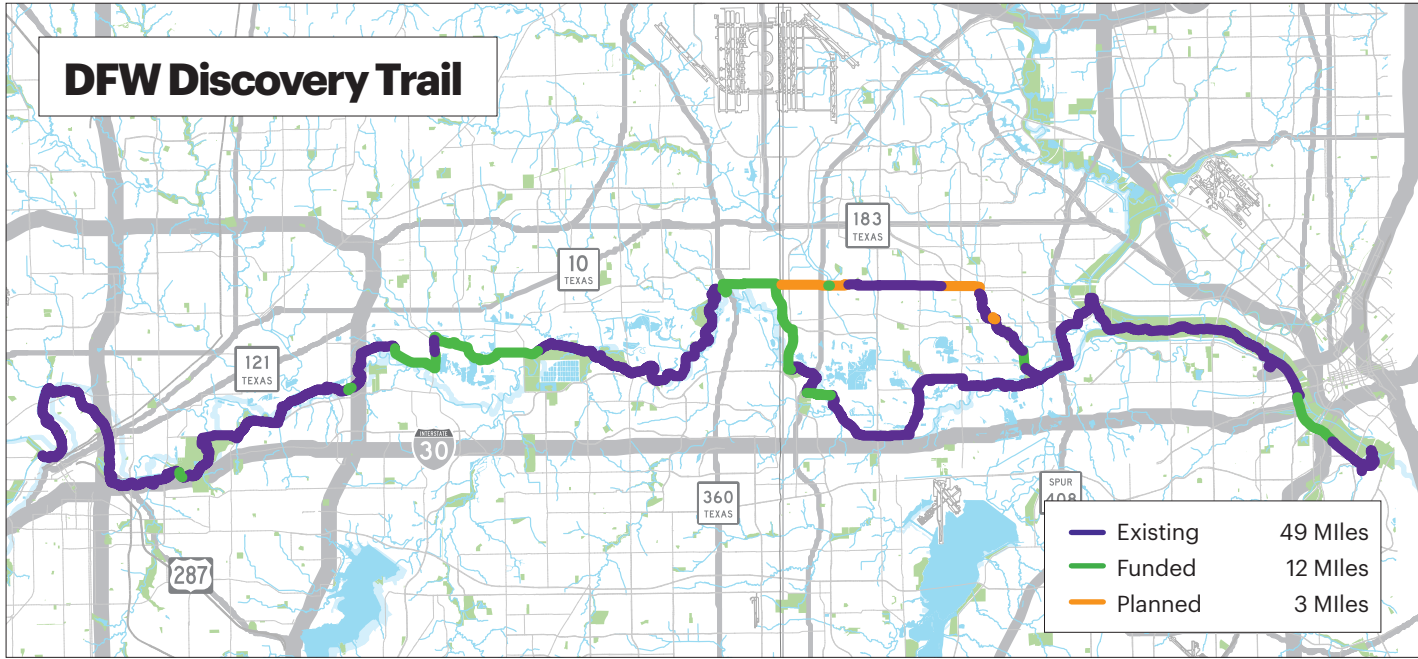 DFW Discovery Trail
183
TEXAS
10
TEXAS
121
TEXAS
INTERSTATE
30
360
TEXAS
SPUR
408
287
Existing 49 MIles
Funded 12 MIles
Planned 3 MIles